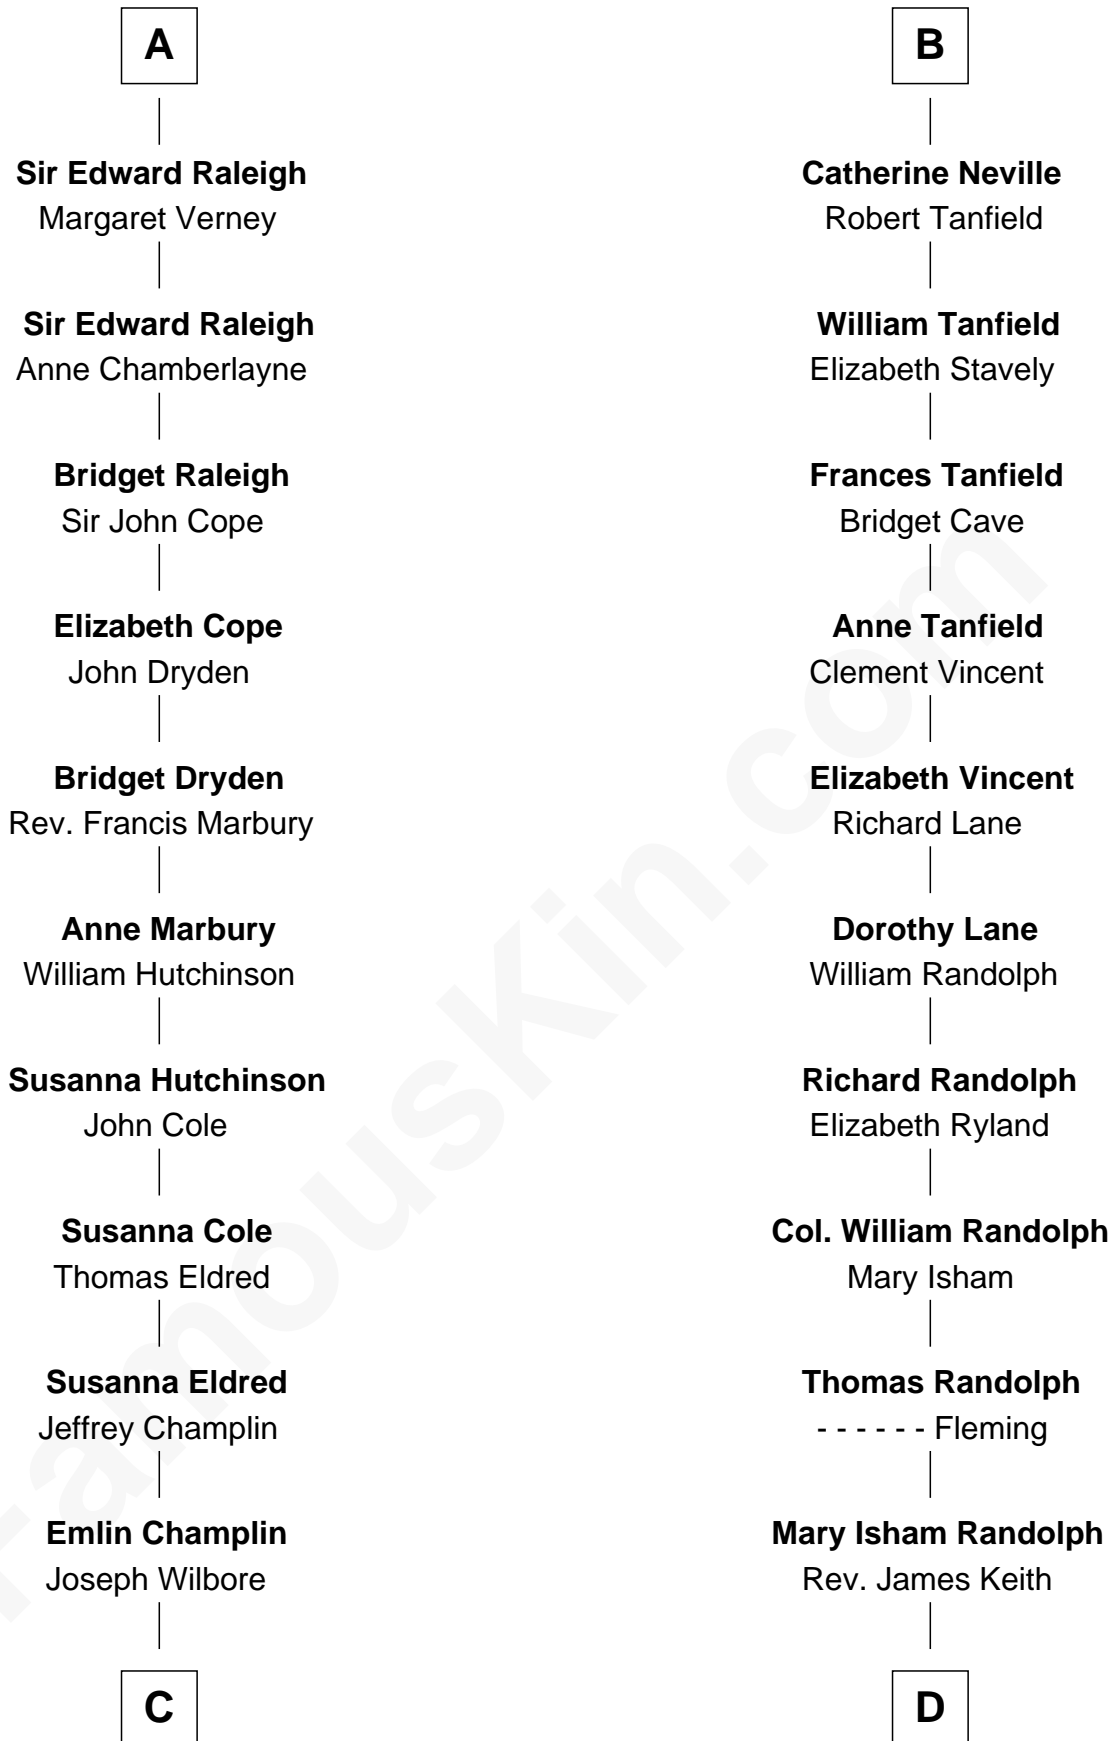 A
Sir Edward Raleigh
Margaret Verney
Sir Edward Raleigh
Anne Chamberlayne
Bridget Raleigh
Sir John Cope
Elizabeth Cope
John Dryden
Bridget Dryden
Rev. Francis Marbury
Anne Marbury
William Hutchinson
Susanna Hutchinson
John Cole
Susanna Cole
Thomas Eldred
Susanna Eldred
Jeffrey Champlin
Emlin Champlin
Joseph Wilbore
C
B
Catherine Neville
Robert Tanfield
William Tanfield
Elizabeth Stavely
Frances Tanfield
Bridget Cave
Anne Tanfield
Clement Vincent
Elizabeth Vincent
Richard Lane
Dorothy Lane
William Randolph
Richard Randolph
Elizabeth Ryland
Col. William Randolph
Mary Isham
Thomas Randolph
- - - - - - Fleming
Mary Isham Randolph
Rev. James Keith
D
FamousKin.com